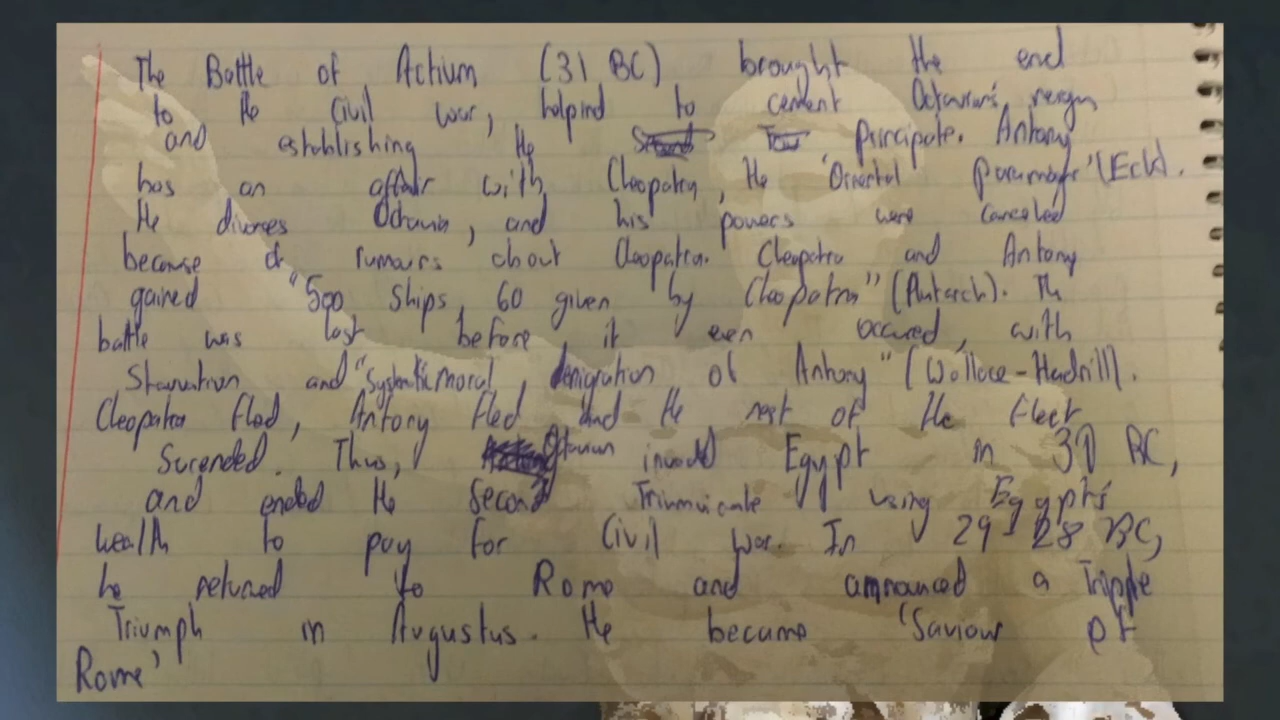 The Battle of Actium (31 BC) brought the end
to the Civil war, helpind to cement Octavian's reign
and establishing the Principate. Antony
has an affair with Cleopatra, the 'Oriental paramour' (Eck).
He divorces Octavia, and his powers were canceled
because of rumours about Cleopatra. Cleopatra and Antony
gained "500 ships, 60 given by Cleopatra" (Plutarch). The
battle was lost before it even occured, with
Starvation and "Systematic moral denigration of Antony" (Wallace-Hadrill).
Cleopatra fled, Antony fled and the rest of the fleet
Surended. Thus, Octavian invaded Egypt in 30 BC,
and ended the Second Triumvirate using Egypt's
wealth to pay for Civil war. In 29-28 BC,
he returned to Rome and announced a Tripple
Triumph in Augustus. He became 'Saviour of
Rome'